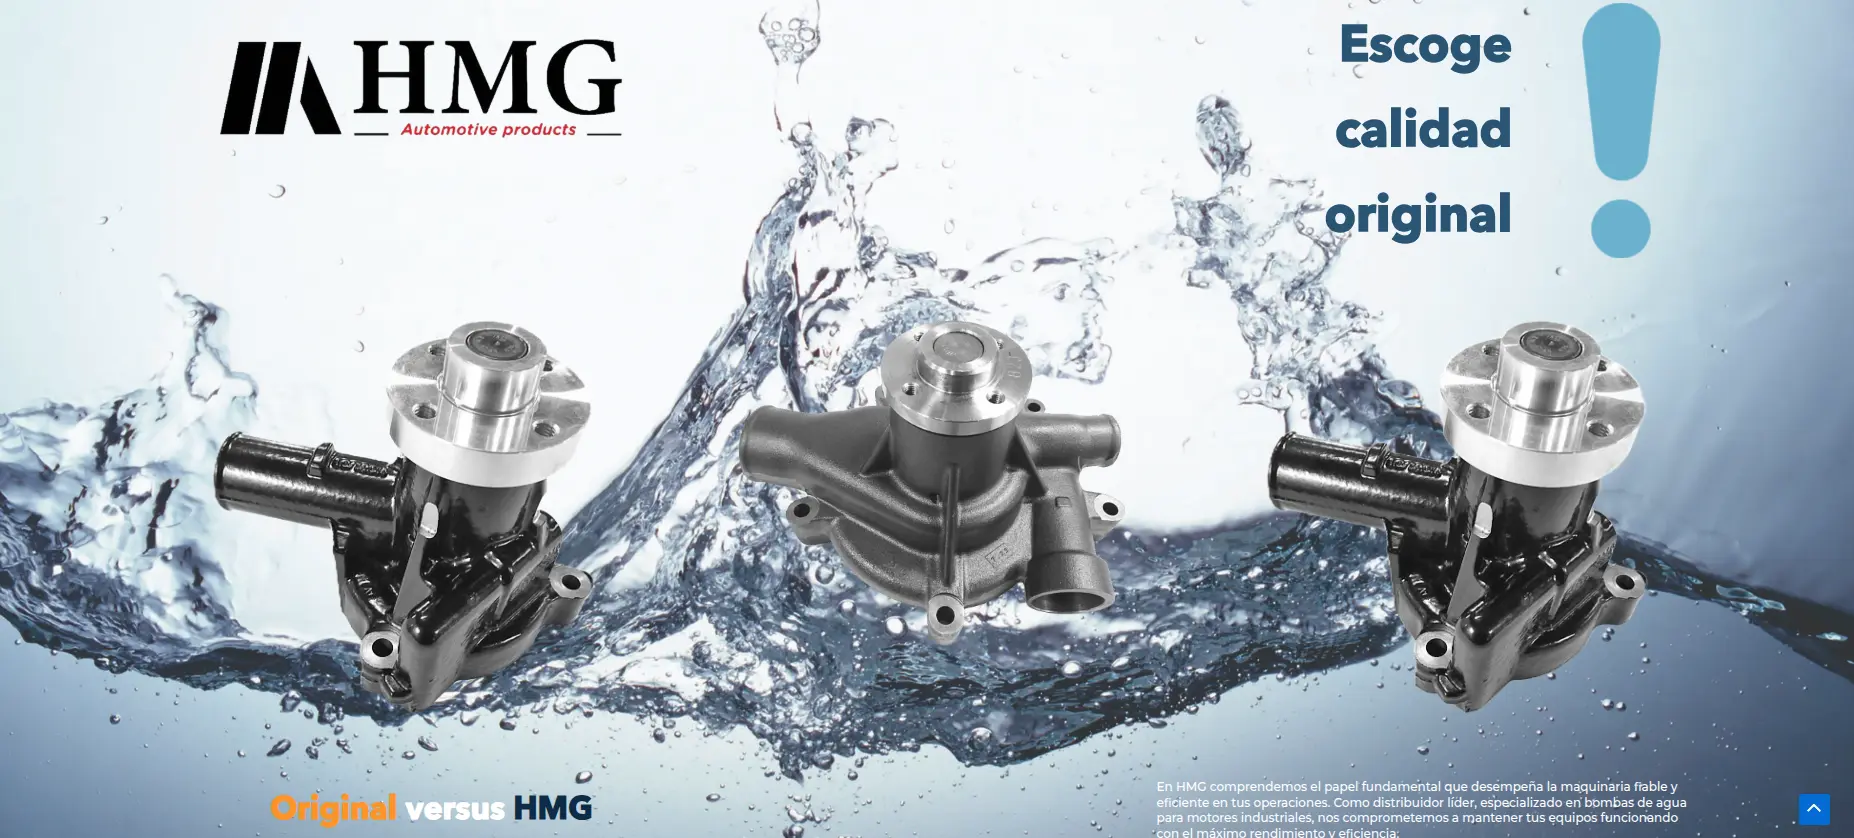 HMG
Automotive products
Escoge
calidad
original
!
Original versus HMG
En HMG comprendemos el papel fundamental que desempeña la maquinaria fiable y
eficiente en tus operaciones. Como distribuidor líder, especializado en bombas de agua
para motores industriales, nos comprometemos a mantener tus equipos funcionando
con el máximo rendimiento y eficiencia;